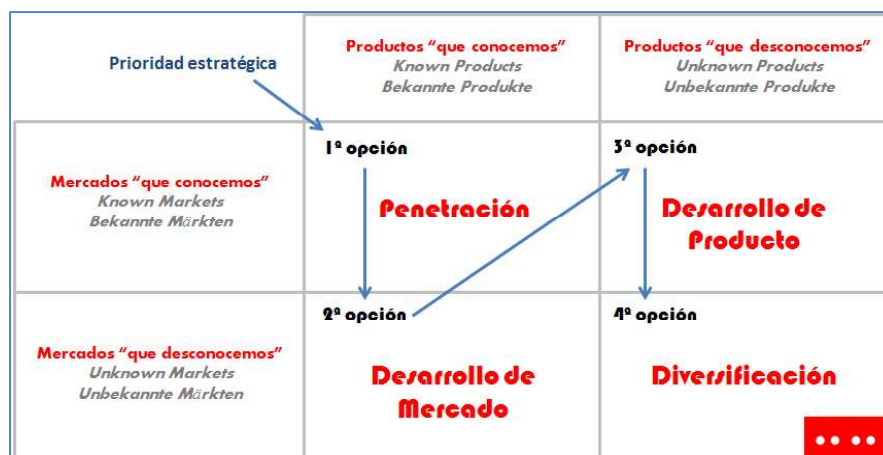 Prioridad estratégica
Productos “que conocemos”
Known Products
Bekannte Produkte
Productos “que desconocemos”
Unknown Products
Unbekannte Produkte
Mercados “que conocemos”
Known Markets
Bekannte Märkten
1ª opción
Penetración
3ª opción
Desarrollo de
Producto
Mercados “que desconocemos”
Unknown Markets
Unbekannte Märkten
2ª opción
Desarrollo de
Mercado
4ª opción
Diversificación